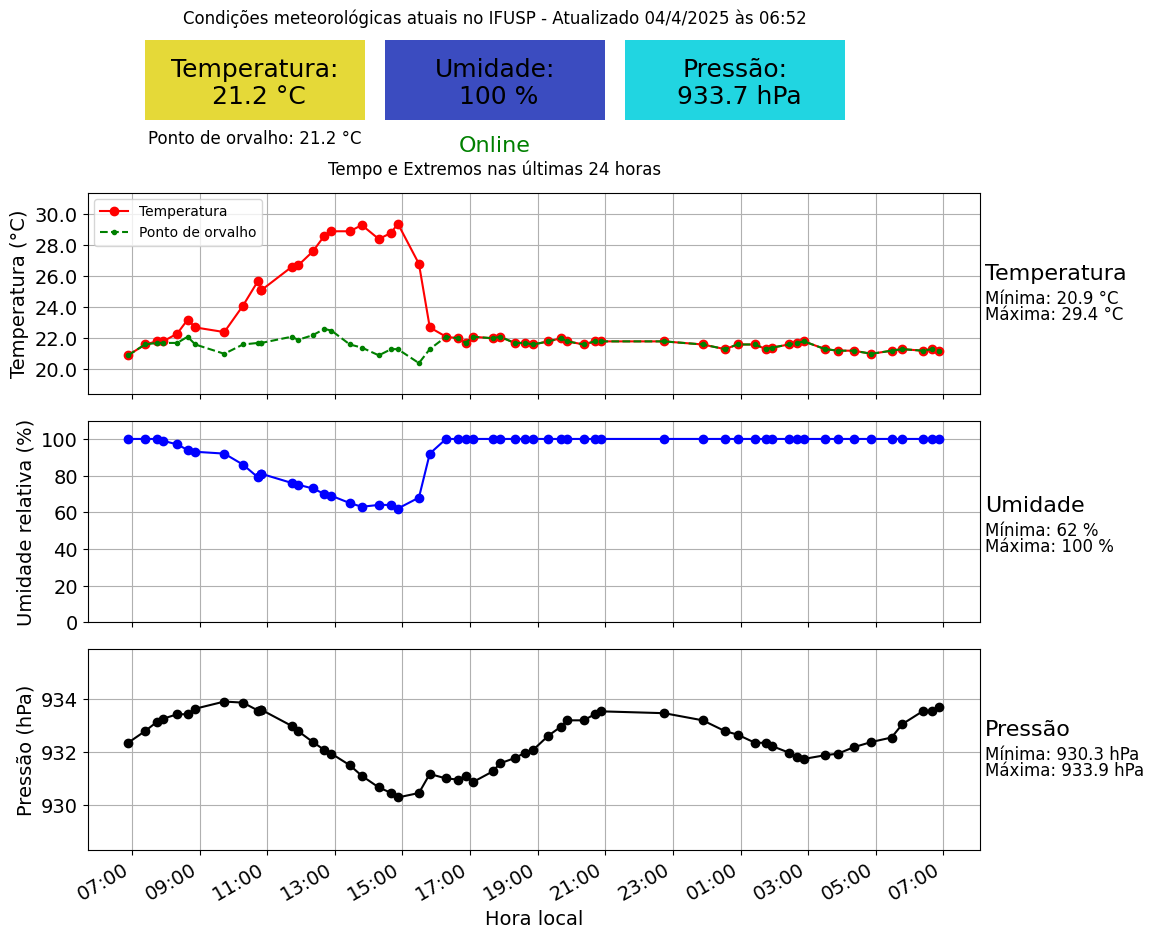 Condições meteorológicas atuais no IFUSP - Atualizado 04/4/2025 às 06:52
Temperatura:
21.2 °C
Umidade:
100 %
Pressão:
933.7 hPa
Ponto de orvalho: 21.2 °C
Online
Tempo e Extremos nas últimas 24 horas
Temperatura (°C)
30.0
28.0
26.0
24.0
22.0
20.0
Temperatura
Ponto de orvalho
Temperatura
Mínima: 20.9 °C
Máxima: 29.4 °C
Umidade relativa (%)
100
80
60
40
20
0
Umidade
Mínima: 62 %
Máxima: 100 %
Pressão (hPa)
934
932
930
Pressão
Mínima: 930.3 hPa
Máxima: 933.9 hPa
07:00 09:00 11:00 13:00 15:00 17:00 19:00 21:00 23:00 01:00 03:00 05:00 07:00
Hora local